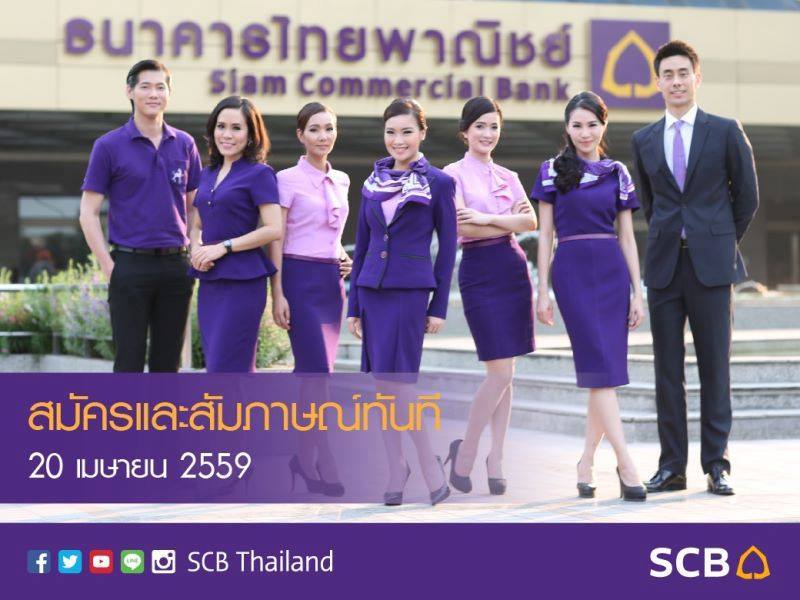 ธนาคารไทยพาณิชย์
Siam Commercial Bank
สมัครและสัมภาษณ์ทันที
20 เมษายน 2559
LINE
SCB Thailand
SCB